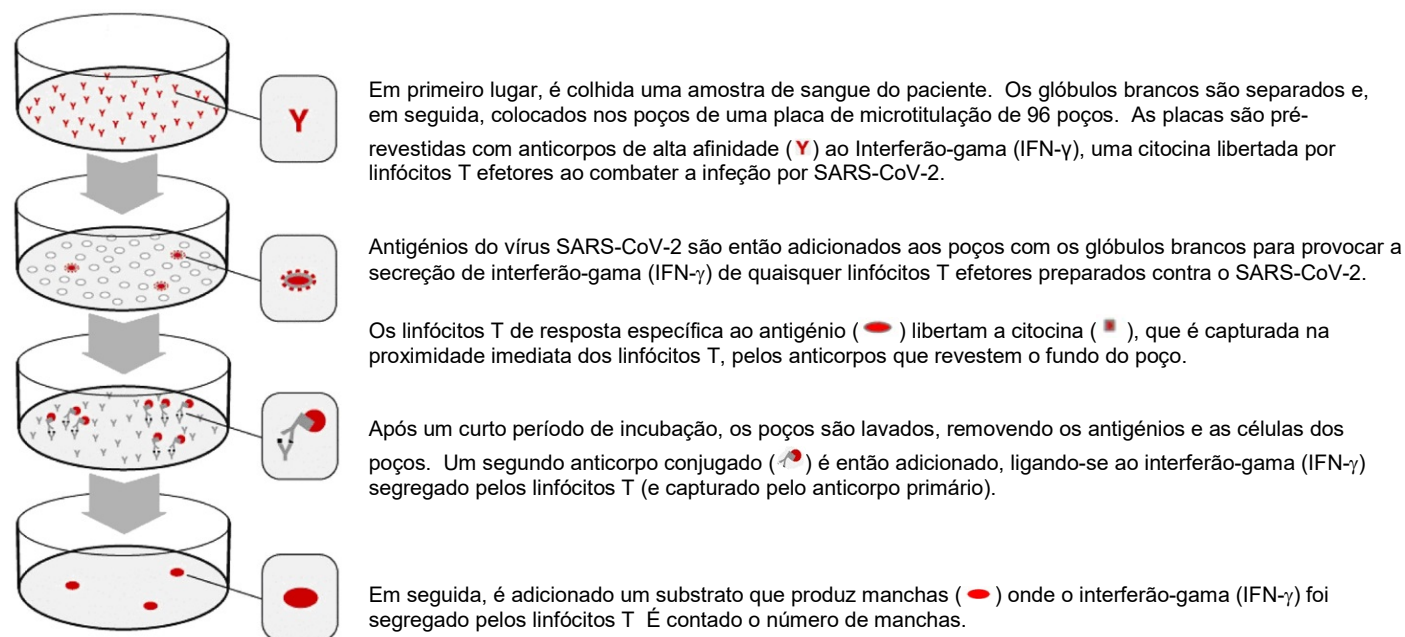 Em primeiro lugar, é colhida uma amostra de sangue do paciente. Os glóbulos brancos são separados e,
em seguida, colocados nos poços de uma placa de microtitulação de 96 poços. As placas são pré-
revestidas com anticorpos de alta afinidade ( Y ) ao Interferão-gama (IFN-γ), uma citocina libertada por
linfócitos T efetores ao combater a infeção por SARS-CoV-2.
Antigénios do vírus SARS-CoV-2 são então adicionados aos poços com os glóbulos brancos para provocar a
secreção de interferão-gama (IFN-γ) de quaisquer linfócitos T efetores preparados contra o SARS-CoV-2.
Os linfócitos T de resposta específica ao antigénio ( ) libertam a citocina ( ), que é capturada na
proximidade imediata dos linfócitos T, pelos anticorpos que revestem o fundo do poço.
Após um curto período de incubação, os poços são lavados, removendo os antigénios e as células dos
poços. Um segundo anticorpo conjugado ( ) é então adicionado, ligando-se ao interferão-gama (IFN-γ)
segregado pelos linfócitos T (e capturado pelo anticorpo primário).
Em seguida, é adicionado um substrato que produz manchas ( ) onde o interferão-gama (IFN-γ) foi
segregado pelos linfócitos T É contado o número de manchas.